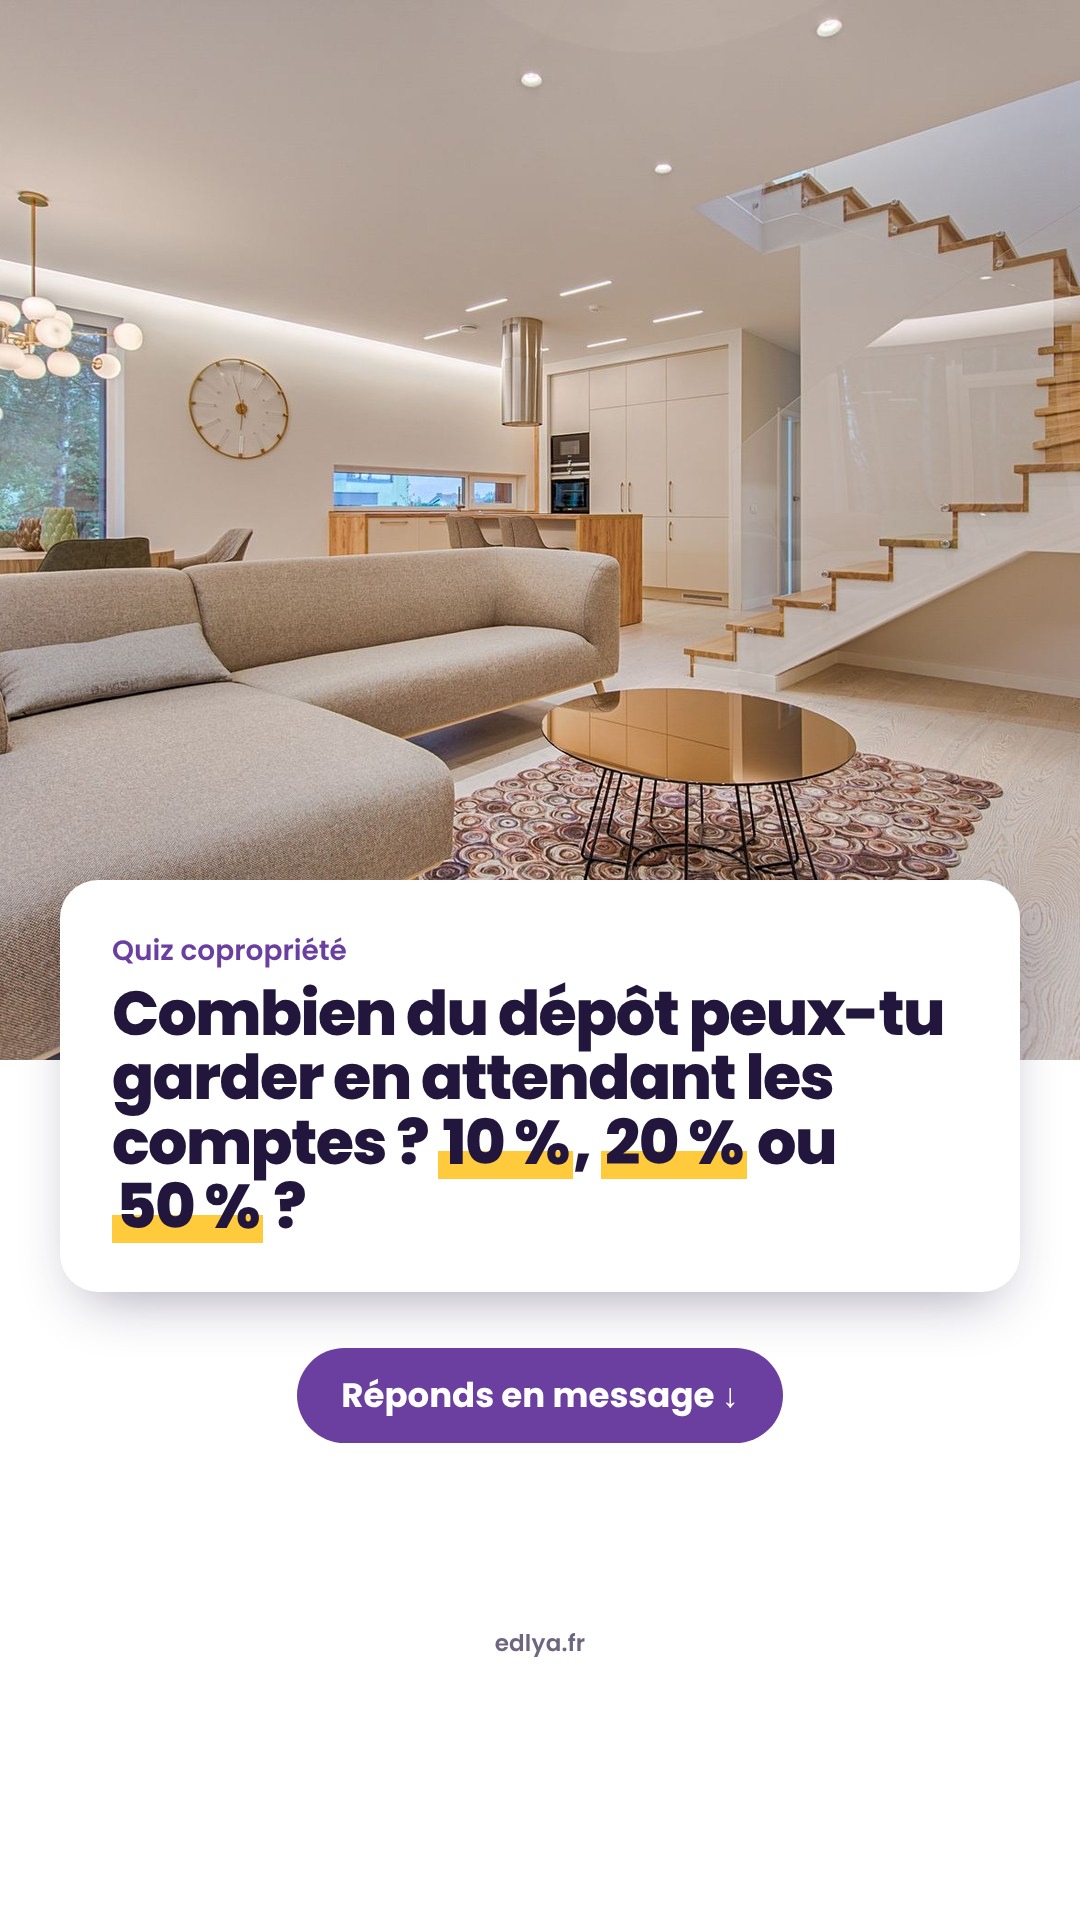 Quiz copropriété
Combien du dépôt peux-tu
garder en attendant les
comptes ? 10 %, 20 % ou
50 % ?
Réponds en message ↓
edlya.fr